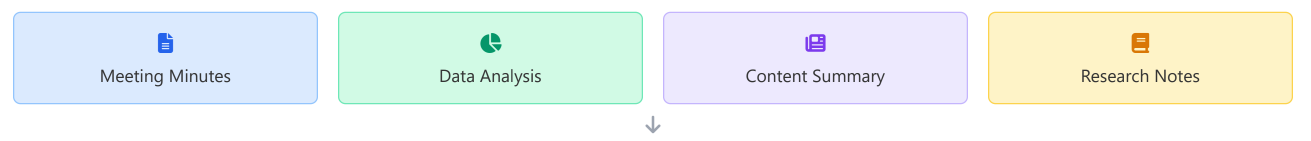 Meeting Minutes
Data Analysis
Content Summary
Research Notes